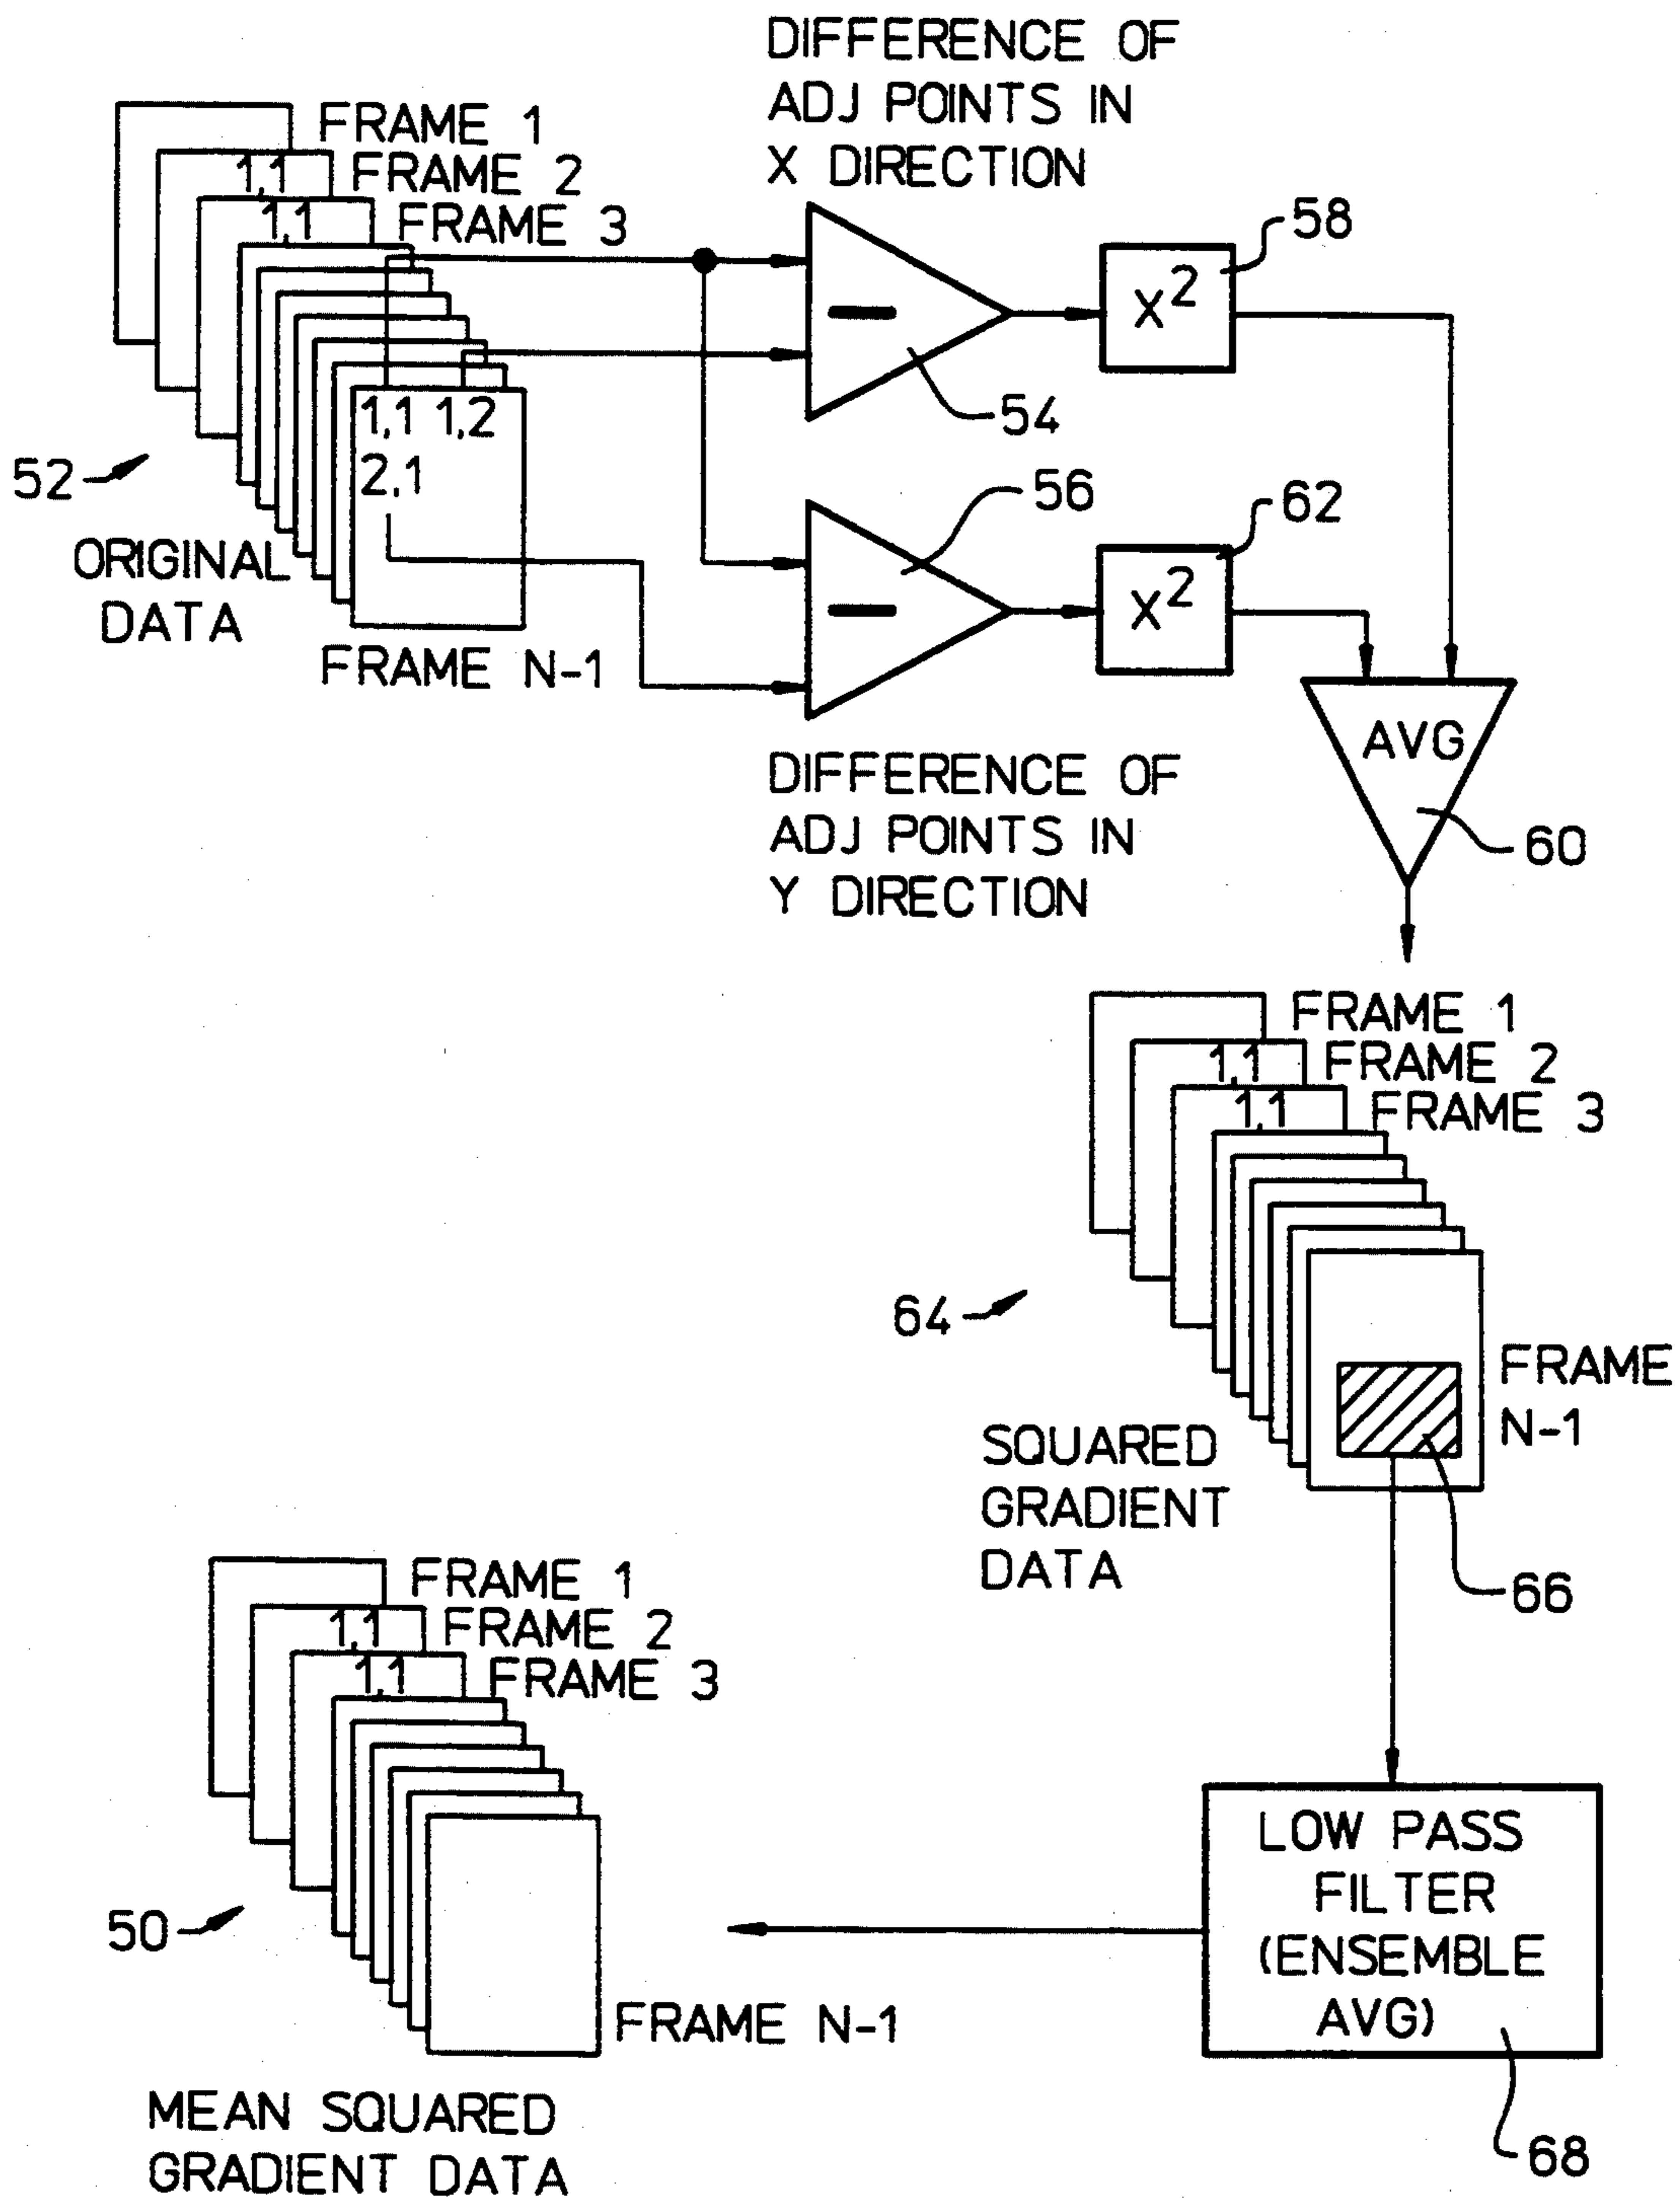 DIFFERENCE OF
ADJ POINTS IN
X DIRECTION
FRAME 1
1,1
FRAME 2
1,1
FRAME 3
58
X²
54
1,1 1,2
2,1
52
ORIGINAL
DATA
FRAME N-1
56
62
X²
AVG
60
DIFFERENCE OF
ADJ POINTS IN
Y DIRECTION
FRAME 1
1,1
FRAME 2
1,1
FRAME 3
64
FRAME
N-1
SQUARED
GRADIENT
DATA
66
FRAME 1
1,1
FRAME 2
1,1
FRAME 3
50
FRAME N-1
MEAN SQUARED
GRADIENT DATA
LOW PASS
FILTER
(ENSEMBLE
AVG)
68